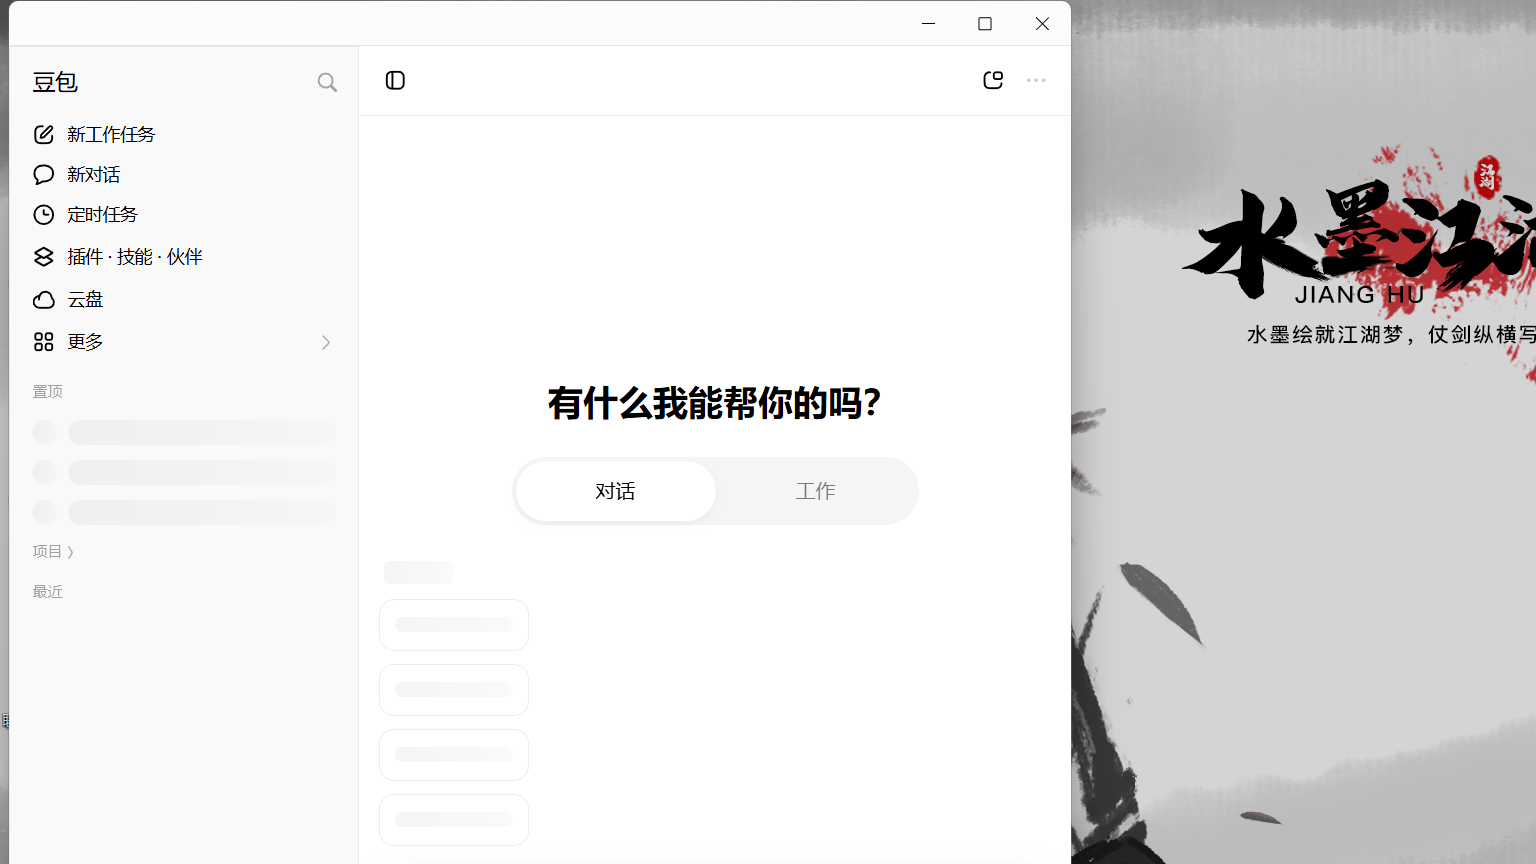 豆包
新工作任务
新对话
定时任务
插件 · 技能 · 伙伴
云盘
更多
置顶
项目
最近
有什么我能帮你的吗？
对话
工作
江湖
水墨江湖
JIANG HU
水墨绘就江湖梦，仗剑纵横写